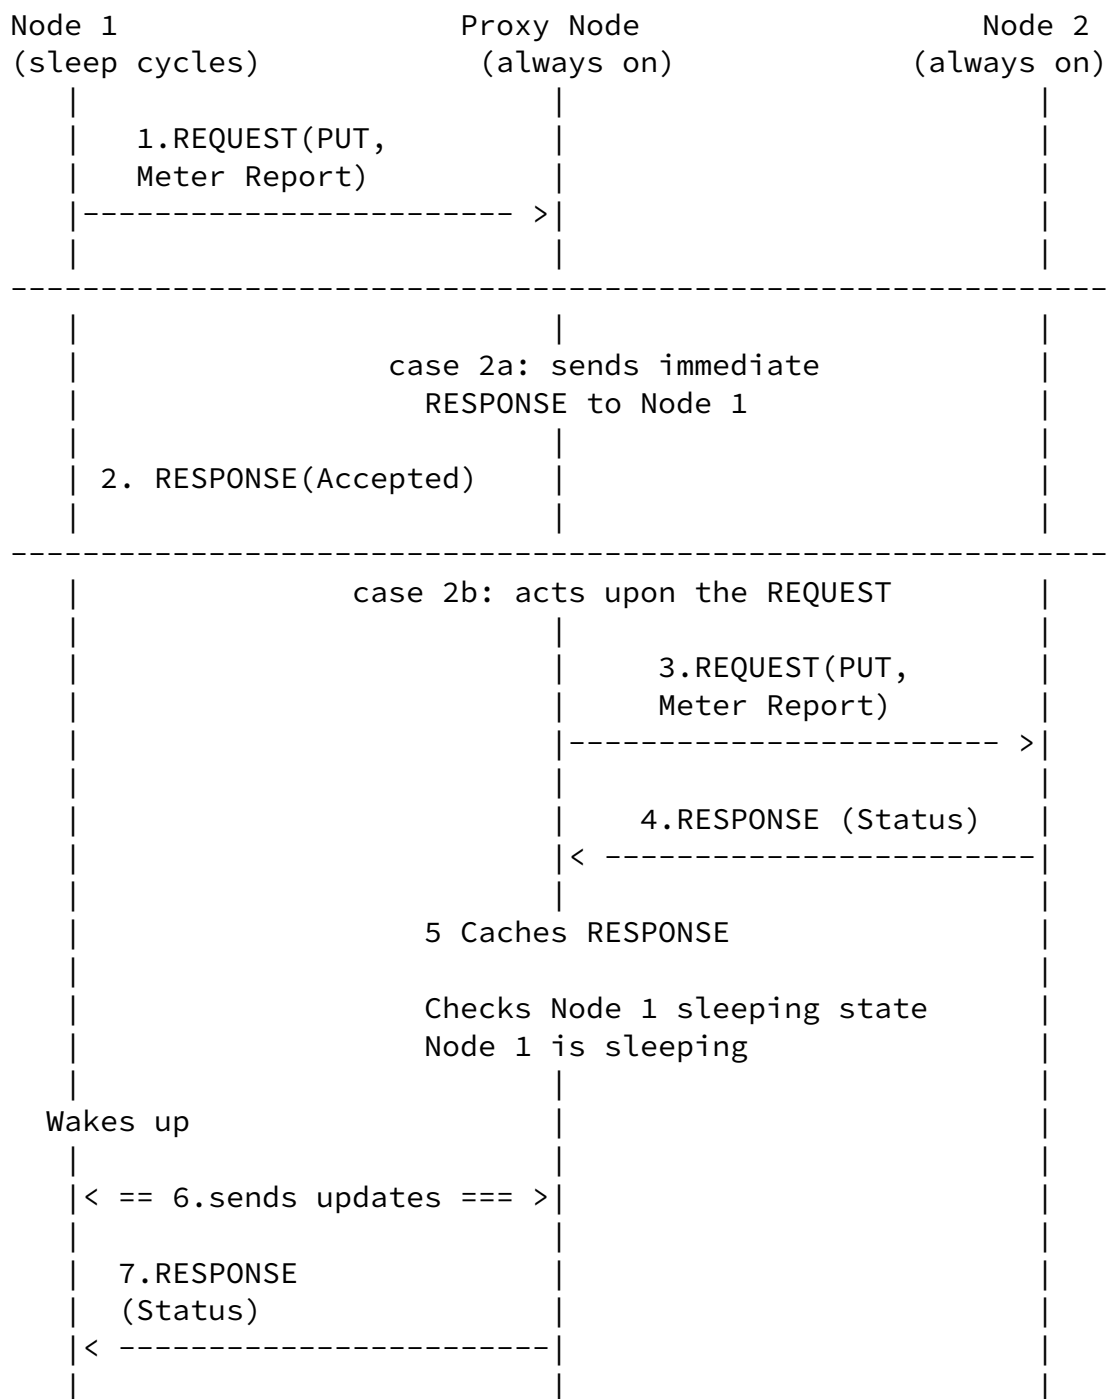 Node 1 Proxy Node Node 2
(sleep cycles) (always on) (always on)
1.REQUEST(PUT,
Meter Report)
------------------------ >
-------------------------------------------------------------
case 2a: sends immediate
RESPONSE to Node 1
2. RESPONSE(Accepted)
-------------------------------------------------------------
case 2b: acts upon the REQUEST
3.REQUEST(PUT,
Meter Report)
------------------------ >
4.RESPONSE (Status)
< ------------------------
5 Caches RESPONSE
Checks Node 1 sleeping state
Node 1 is sleeping
Wakes up
< == 6.sends updates === >
7.RESPONSE
(Status)
< ------------------------